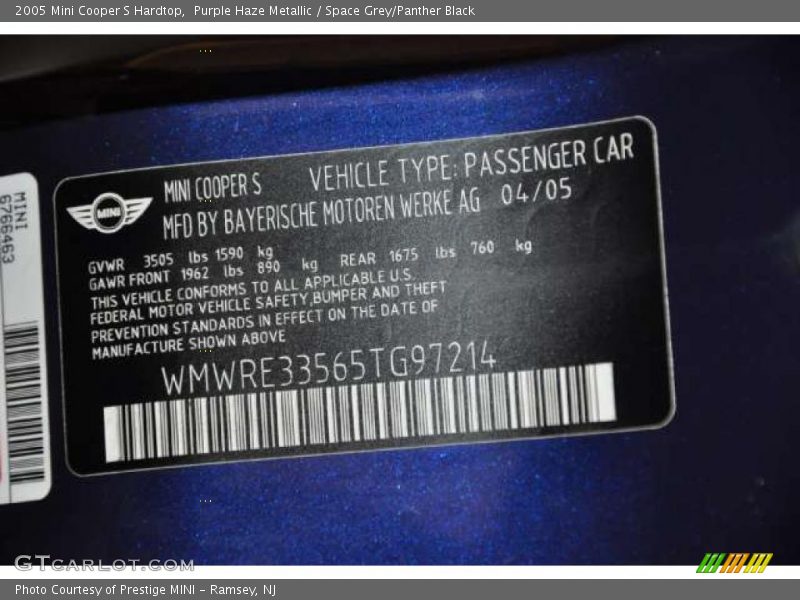 2005 Mini Cooper S Hardtop, Purple Haze Metallic / Space Grey/Panther Black
MINI
6766463
MINI
MINI COOPER S VEHICLE TYPE: PASSENGER CAR
MFD BY BAYERISCHE MOTOREN WERKE AG 04/05
GVWR 3505 lbs 1590 kg
GAWR FRONT 1962 lbs 890 kg REAR 1675 lbs 760 kg
THIS VEHICLE CONFORMS TO ALL APPLICABLE U.S.
FEDERAL MOTOR VEHICLE SAFETY,BUMPER AND THEFT
PREVENTION STANDARDS IN EFFECT ON THE DATE OF
MANUFACTURE SHOWN ABOVE
WMWRE33565TG97214
GTcarlot.com
Photo Courtesy of Prestige MINI - Ramsey, NJ